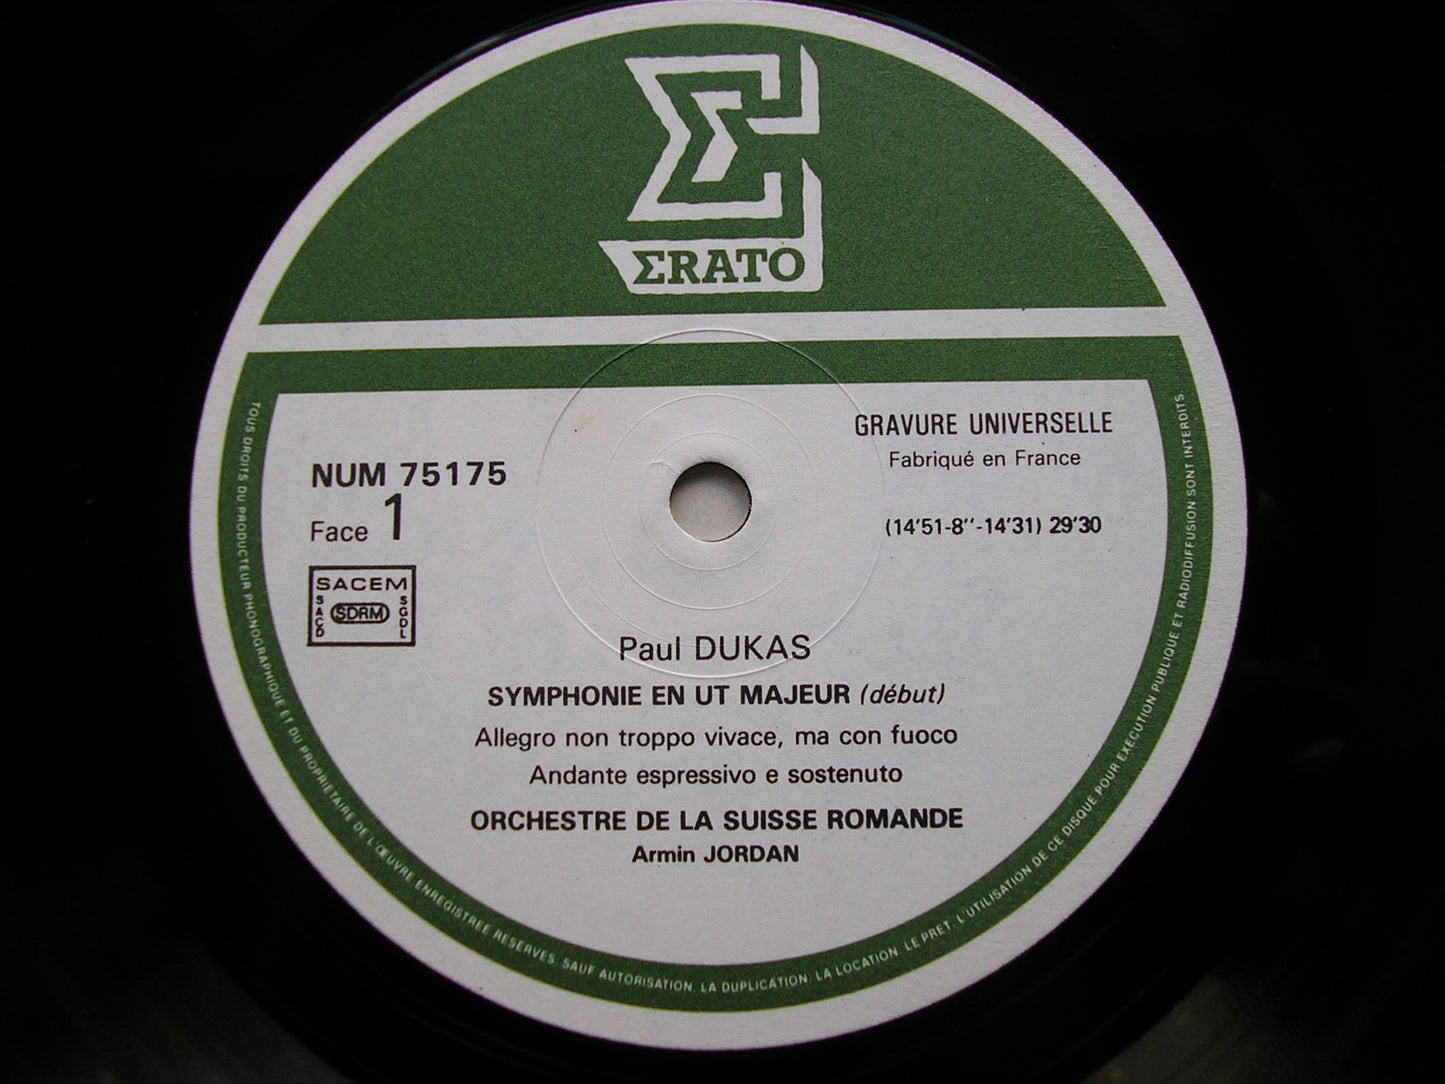 ΣRATO
GRAVURE UNIVERSELLE
Fabriqué en France
NUM 75175
Face 1
(14'51-8''-14'31) 29'30
SACEM
SACD
SDRM
SGDL
Paul DUKAS
SYMPHONIE EN UT MAJEUR (début)
Allegro non troppo vivace, ma con fuoco
Andante espressivo e sostenuto
ORCHESTRE DE LA SUISSE ROMANDE
Armin JORDAN
TOUS DROITS DU PRODUCTEUR PHONOGRAPHIQUE ET DU PROPRIETAIRE DE L'ŒUVRE ENREGISTREE RESERVES. SAUF AUTORISATION. LA DUPLICATION. LA LOCATION. LE PRET. L'UTILISATION DE CE DISQUE POUR EXECUTION PUBLIQUE ET RADIODIFFUSION SONT INTERDITS